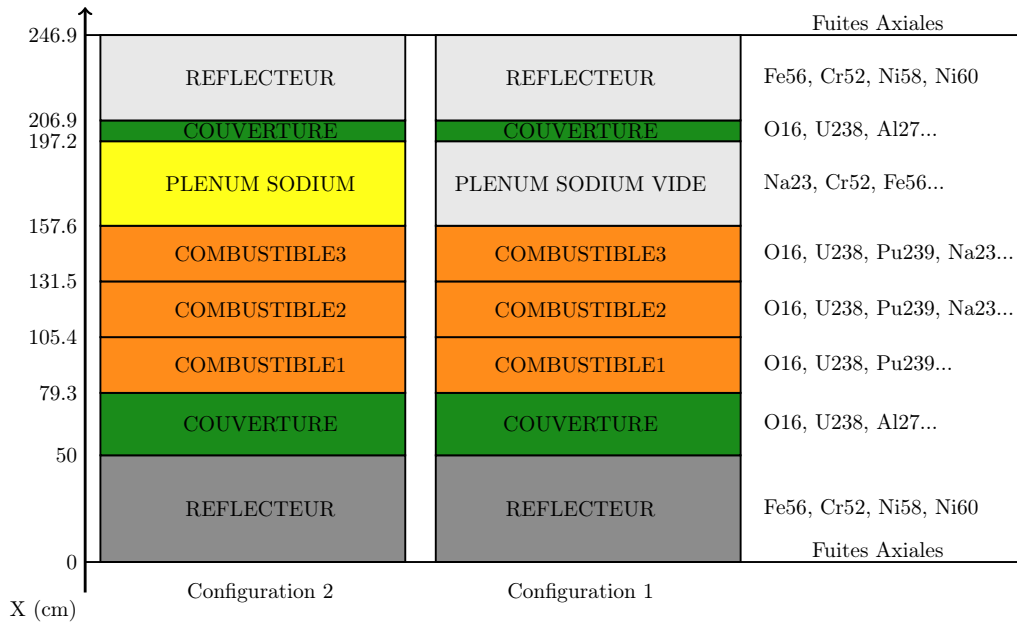 Fuites Axiales
246.9
REFLECTEUR REFLECTEUR Fe56, Cr52, Ni58, Ni60
206.9
COUVERTURE COUVERTURE O16, U238, Al27...
197.2
PLENUM SODIUM PLENUM SODIUM VIDE Na23, Cr52, Fe56...
157.6
COMBUSTIBLE3 COMBUSTIBLE3 O16, U238, Pu239, Na23...
131.5
COMBUSTIBLE2 COMBUSTIBLE2 O16, U238, Pu239, Na23...
105.4
COMBUSTIBLE1 COMBUSTIBLE1 O16, U238, Pu239...
79.3
COUVERTURE COUVERTURE O16, U238, Al27...
50
REFLECTEUR REFLECTEUR Fe56, Cr52, Ni58, Ni60
Fuites Axiales
0
Configuration 2 Configuration 1
X (cm)